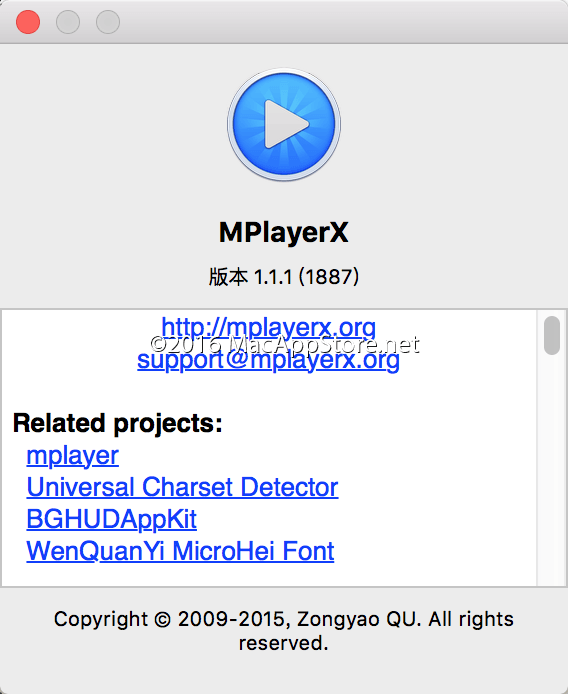 MPlayerX
版本 1.1.1 (1887)
http://mplayerx.org
©2016 MacAppStore.net
support@mplayerx.org
Related projects:
mplayer
Universal Charset Detector
BGHUDAppKit
WenQuanYi MicroHei Font
Copyright © 2009-2015, Zongyao QU. All rights
reserved.